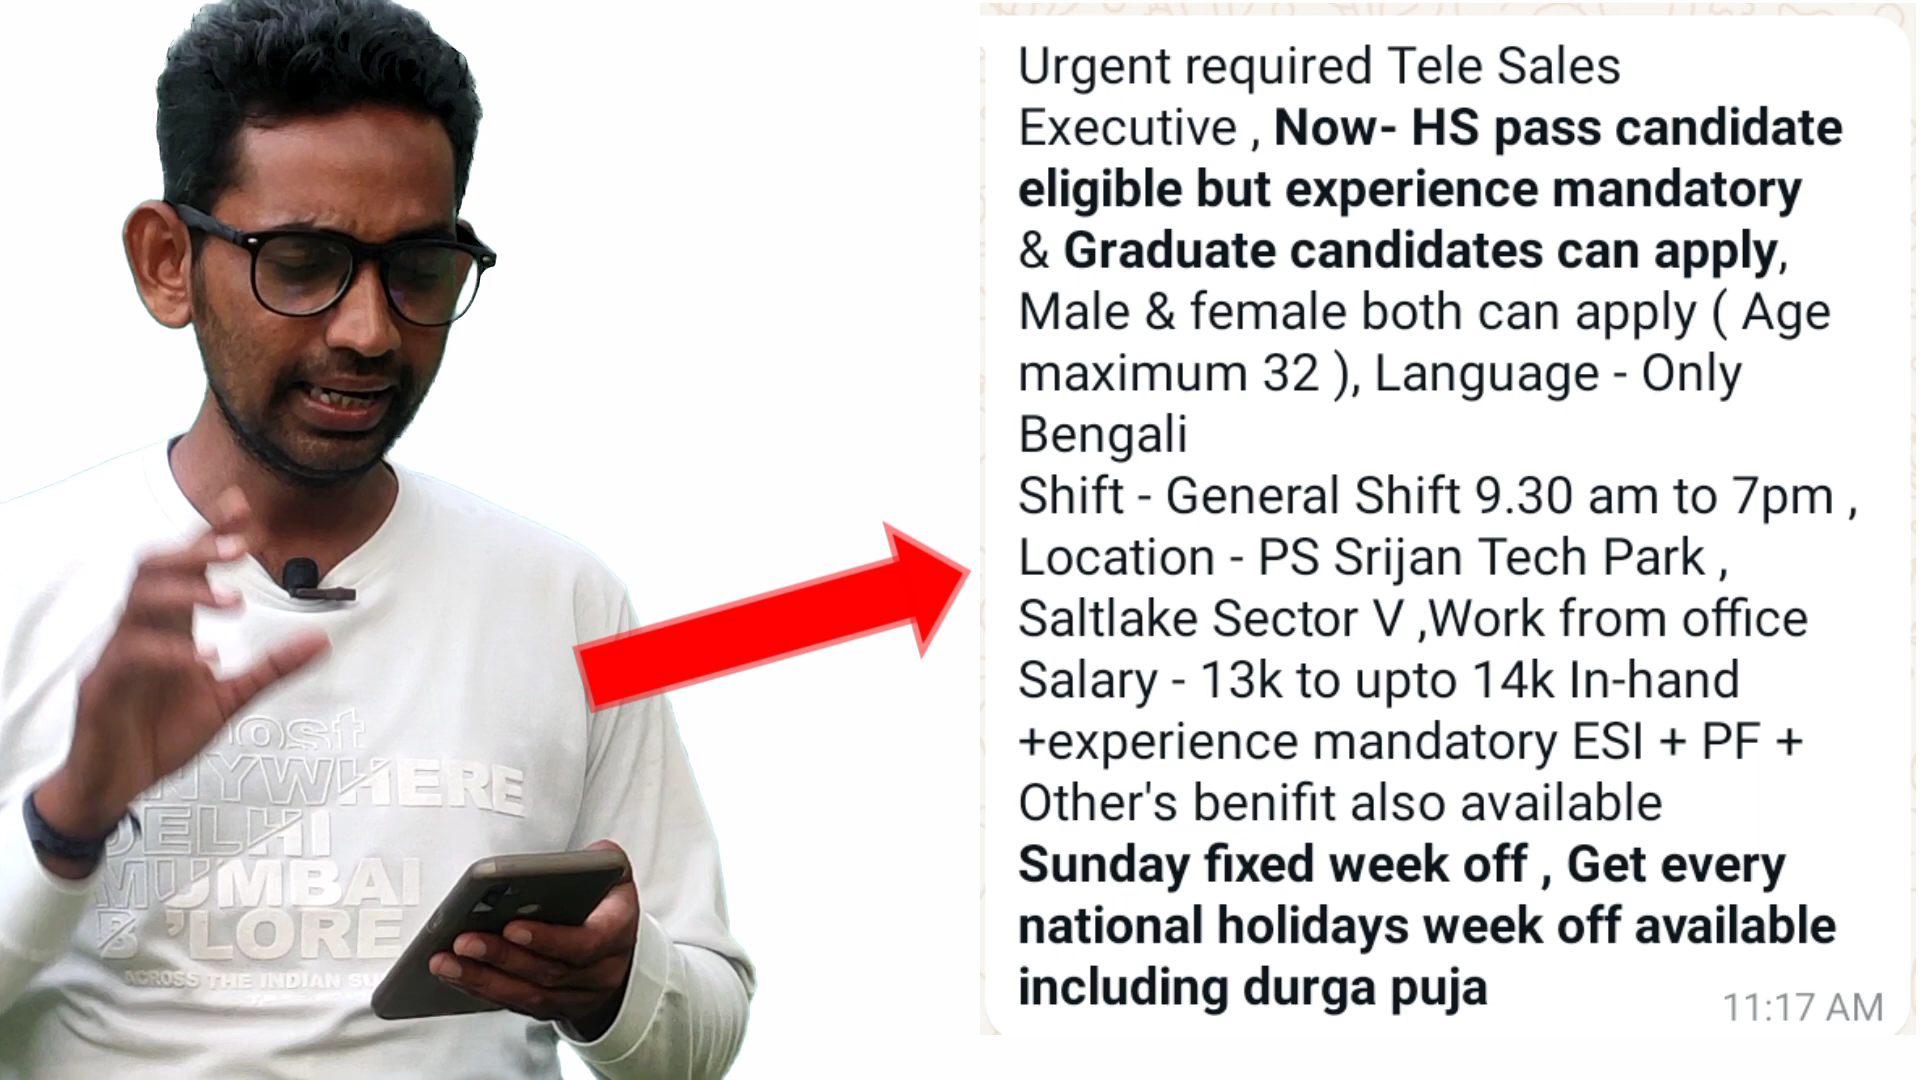 Urgent required Tele Sales
Executive , Now- HS pass candidate
eligible but experience mandatory
& Graduate candidates can apply,
Male & female both can apply ( Age
maximum 32 ), Language - Only
Bengali
Shift - General Shift 9.30 am to 7pm ,
Location - PS Srijan Tech Park ,
Saltlake Sector V ,Work from office
Salary - 13k to upto 14k In-hand
+experience mandatory ESI + PF +
Other's benifit also available
Sunday fixed week off , Get every
national holidays week off available
including durga puja
11:17 AM
ANYWHERE
DELHI
MUMBAI
B 'LORE
ACROSS THE INDIAN